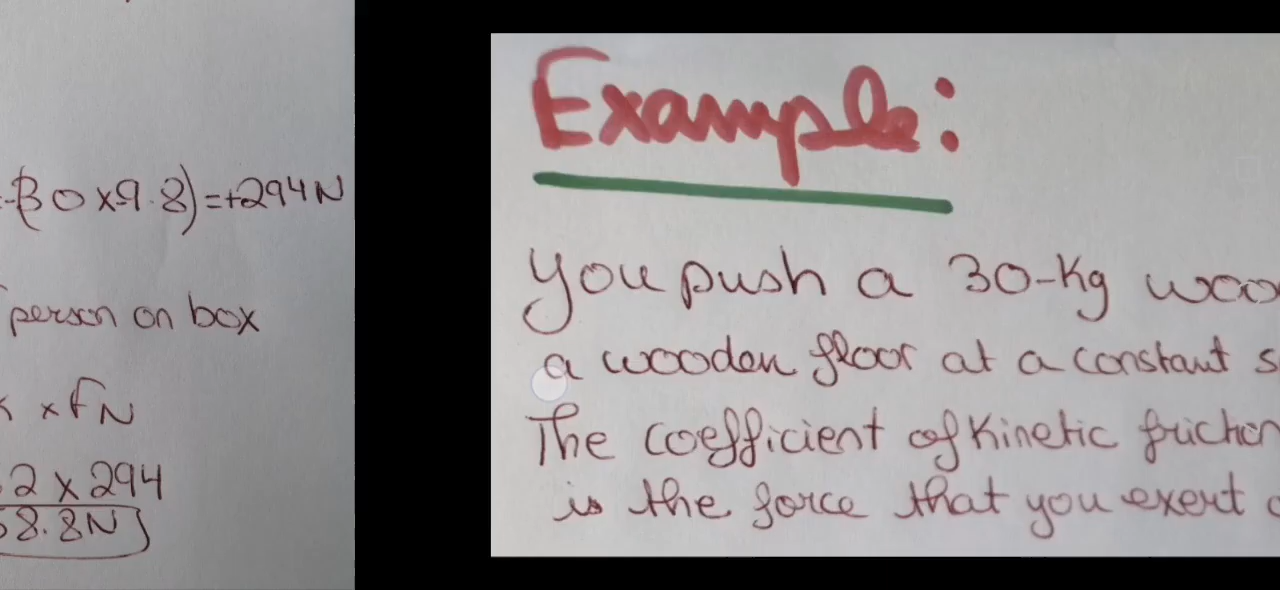 -(30 x 9.8) = +294N
person on box
x FN
2 x 294
8.8N
Example:
you push a 30-Kg
a wooden floor at a constant
The coefficient of Kinetic friction
is the force that you exert